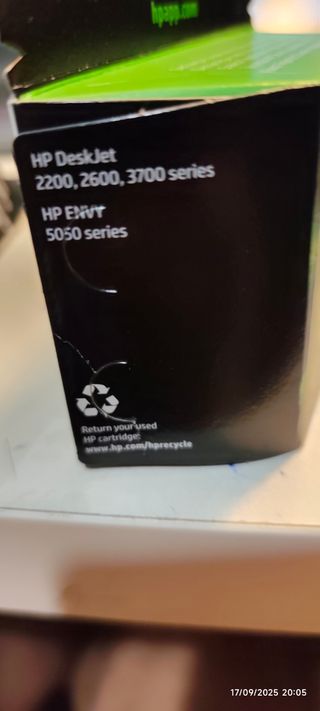 hpapp.com
HP DeskJet
2200, 2600, 3700 series
HP ENVY
5050 series
Return your used
HP cartridge:
www.hp.com/hprecycle
17/09/2025 20:05